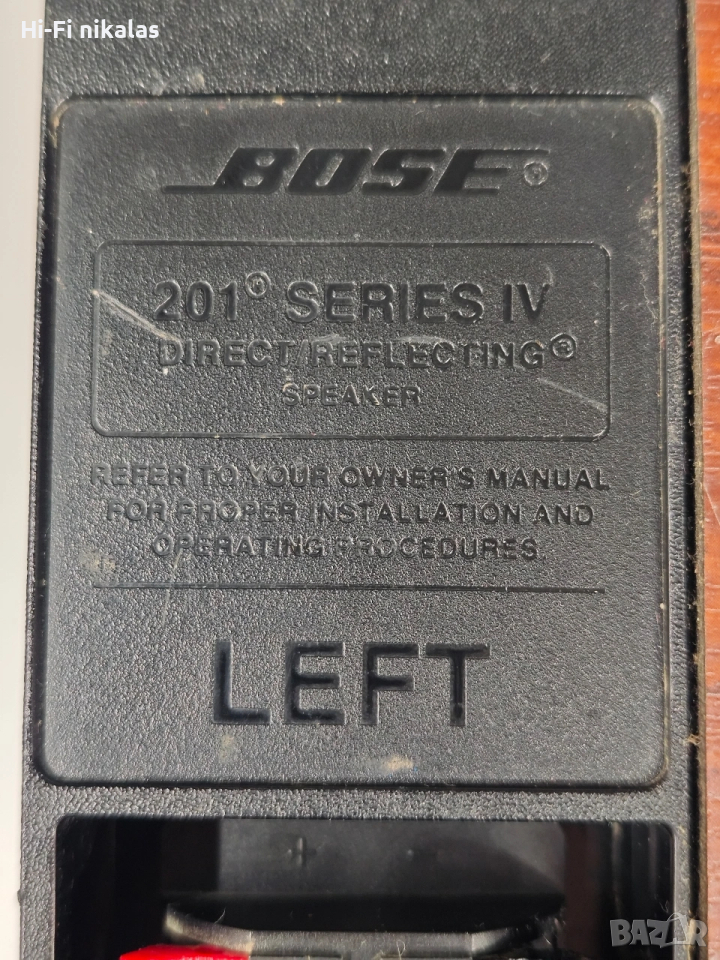 Hi-Fi nikalas
BOSE®
201® SERIES IV
DIRECT/REFLECTING®
SPEAKER
REFER TO YOUR OWNER'S MANUAL
FOR PROPER INSTALLATION AND
OPERATING PROCEDURES.
LEFT
+ -
BAZAR